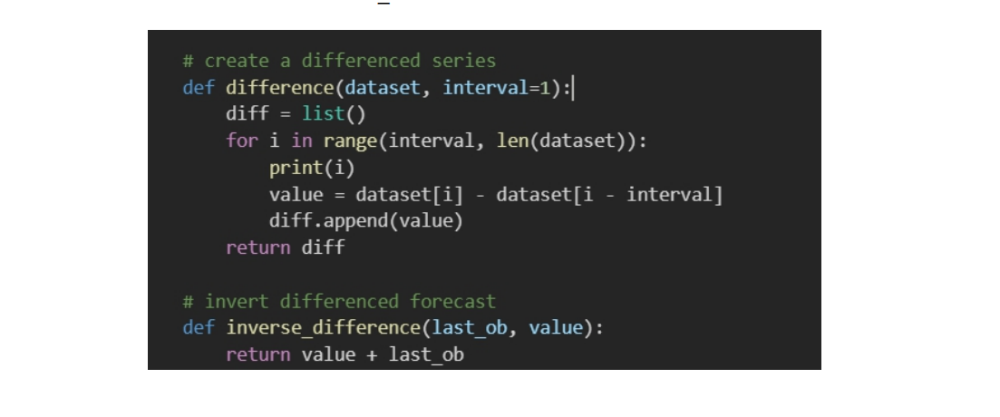 # create a differenced series
def difference(dataset, interval=1):
    diff = list()
    for i in range(interval, len(dataset)):
        print(i)
        value = dataset[i] - dataset[i - interval]
        diff.append(value)
    return diff
# invert differenced forecast
def inverse_difference(last_ob, value):
    return value + last_ob